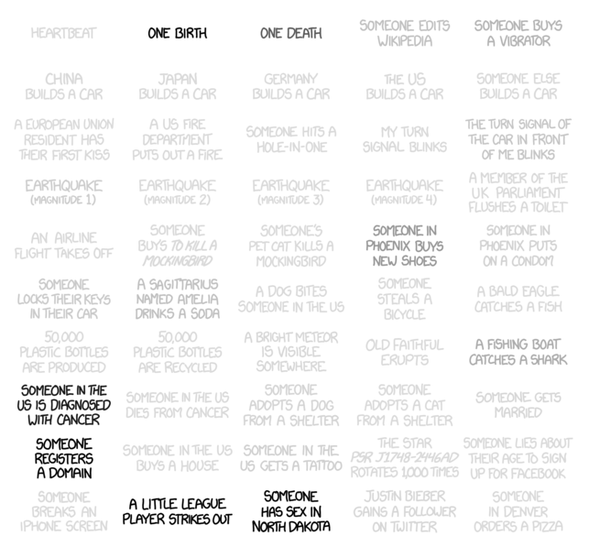 HEARTBEAT
ONE BIRTH
ONE DEATH
SOMEONE EDITS
WIKIPEDIA
SOMEONE BUYS
A VIBRATOR
CHINA
BUILDS A CAR
JAPAN
BUILDS A CAR
GERMANY
BUILDS A CAR
THE US
BUILDS A CAR
SOMEONE ELSE
BUILDS A CAR
A EUROPEAN UNION
RESIDENT HAS
THEIR FIRST KISS
A US FIRE
DEPARTMENT
PUTS OUT A FIRE
SOMEONE HITS A
HOLE-IN-ONE
MY TURN
SIGNAL BLINKS
THE TURN SIGNAL OF
THE CAR IN FRONT
OF ME BLINKS
EARTHQUAKE
(MAGNITUDE 1)
EARTHQUAKE
(MAGNITUDE 2)
EARTHQUAKE
(MAGNITUDE 3)
EARTHQUAKE
(MAGNITUDE 4)
A MEMBER OF THE
UK PARLIAMENT
FLUSHES A TOILET
AN AIRLINE
FLIGHT TAKES OFF
SOMEONE
BUYS TO KILL A
MOCKINGBIRD
SOMEONE'S
PET CAT KILLS A
MOCKINGBIRD
SOMEONE IN
PHOENIX BUYS
NEW SHOES
SOMEONE IN
PHOENIX PUTS
ON A CONDOM
SOMEONE
LOCKS THEIR KEYS
IN THEIR CAR
A SAGITTARIUS
NAMED AMELIA
DRINKS A SODA
A DOG BITES
SOMEONE IN THE US
SOMEONE
STEALS A
BICYCLE
A BALD EAGLE
CATCHES A FISH
50,000
PLASTIC BOTTLES
ARE PRODUCED
50,000
PLASTIC BOTTLES
ARE RECYCLED
A BRIGHT METEOR
IS VISIBLE
SOMEWHERE
OLD FAITHFUL
ERUPTS
A FISHING BOAT
CATCHES A SHARK
SOMEONE IN THE
US IS DIAGNOSED
WITH CANCER
SOMEONE IN THE US
DIES FROM CANCER
SOMEONE
ADOPTS A DOG
FROM A SHELTER
SOMEONE
ADOPTS A CAT
FROM A SHELTER
SOMEONE GETS
MARRIED
SOMEONE
REGISTERS
A DOMAIN
SOMEONE IN THE US
BUYS A HOUSE
SOMEONE IN THE
US GETS A TATTOO
THE STAR
PSR J1748-2446AD
ROTATES 1,000 TIMES
SOMEONE LIES ABOUT
THEIR AGE TO SIGN
UP FOR FACEBOOK
SOMEONE
BREAKS AN
IPHONE SCREEN
A LITTLE LEAGUE
PLAYER STRIKES OUT
SOMEONE
HAS SEX IN
NORTH DAKOTA
JUSTIN BIEBER
GAINS A FOLLOWER
ON TWITTER
SOMEONE
IN DENVER
ORDERS A PIZZA